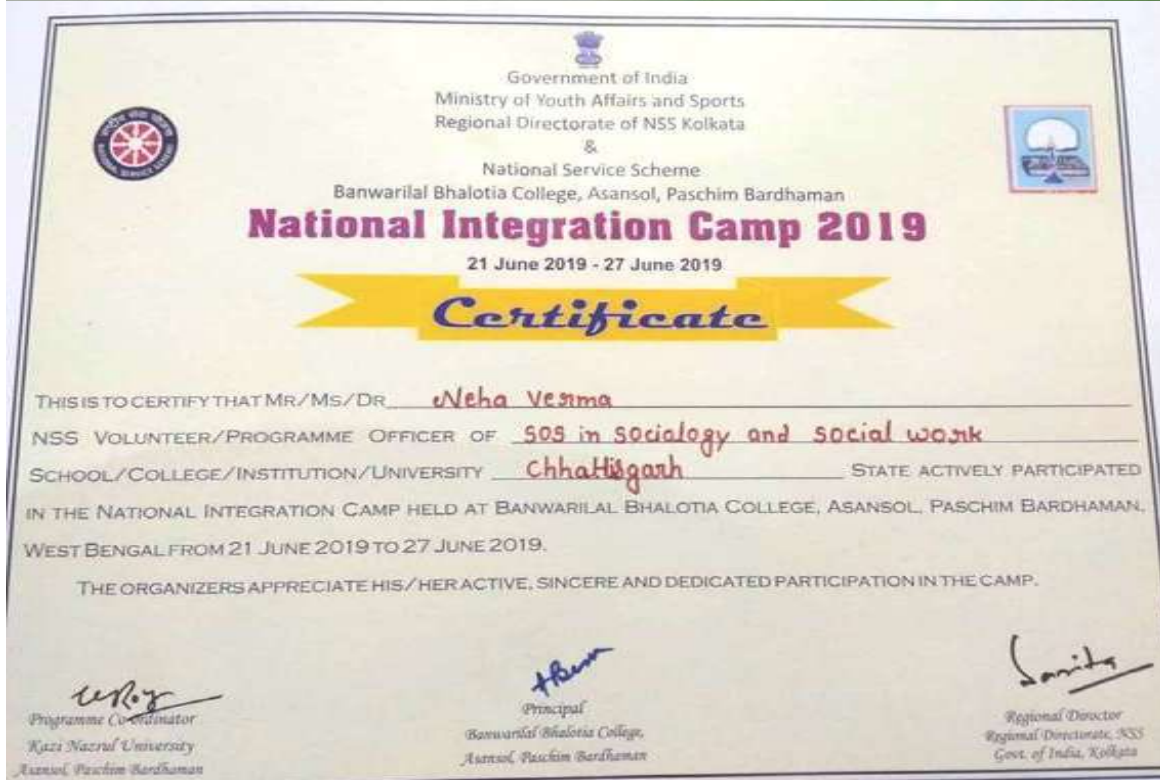 Government of India
Ministry of Youth Affairs and Sports
Regional Directorate of NSS Kolkata
&
National Service Scheme
Banwarilal Bhalotia College, Asansol, Paschim Bardhaman
National Integration Camp 2019
21 June 2019 - 27 June 2019
Certificate
THIS IS TO CERTIFY THAT MR/MS/DR Neha Verma
NSS VOLUNTEER/PROGRAMME OFFICER OF SOS in socialogy and social work
SCHOOL/COLLEGE/INSTITUTION/UNIVERSITY Chhattisgarh STATE ACTIVELY PARTICIPATED
IN THE NATIONAL INTEGRATION CAMP HELD AT BANWARILAL BHALOTIA COLLEGE, ASANSOL, PASCHIM BARDHAMAN,
WEST BENGAL FROM 21 JUNE 2019 TO 27 JUNE 2019.
THE ORGANIZERS APPRECIATE HIS/HER ACTIVE, SINCERE AND DEDICATED PARTICIPATION IN THE CAMP.
Programme Co-ordinator
Kazi Nazrul University
Asansol, Paschim Bardhaman
Principal
Banwarilal Bhalotia College,
Asansol, Paschim Bardhaman
Regional Director
Regional Directorate, NSS
Govt. of India, Kolkata